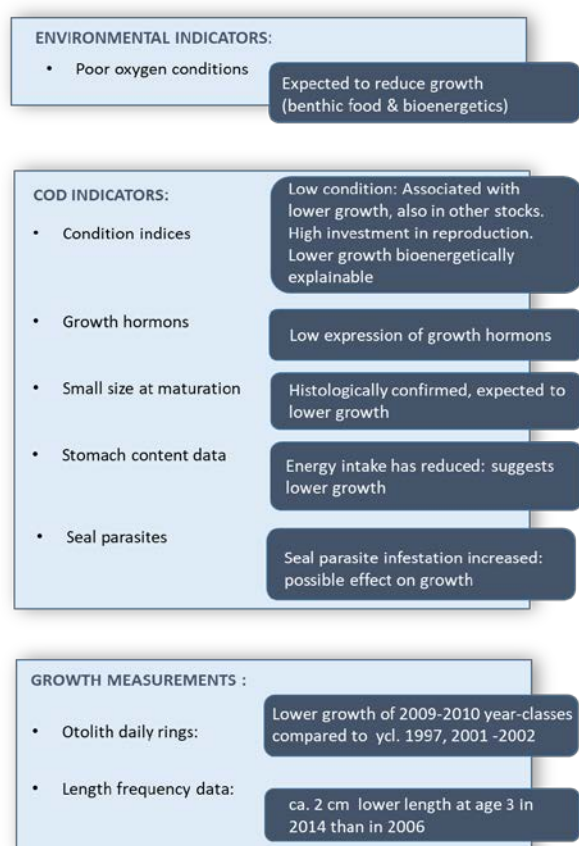 ENVIRONMENTAL INDICATORS:
• Poor oxygen conditions
Expected to reduce growth
(benthic food & bioenergetics)
COD INDICATORS:
• Condition indices
Low condition: Associated with
lower growth, also in other stocks.
High investment in reproduction.
Lower growth bioenergetically
explainable
• Growth hormons
Low expression of growth hormons
• Small size at maturation
Histologically confirmed, expected to
lower growth
• Stomach content data
Energy intake has reduced: suggests
lower growth
• Seal parasites
Seal parasite infestation increased:
possible effect on growth
GROWTH MEASUREMENTS :
• Otolith daily rings:
Lower growth of 2009-2010 year-classes
compared to ycl. 1997, 2001 -2002
• Length frequency data:
ca. 2 cm lower length at age 3 in
2014 than in 2006